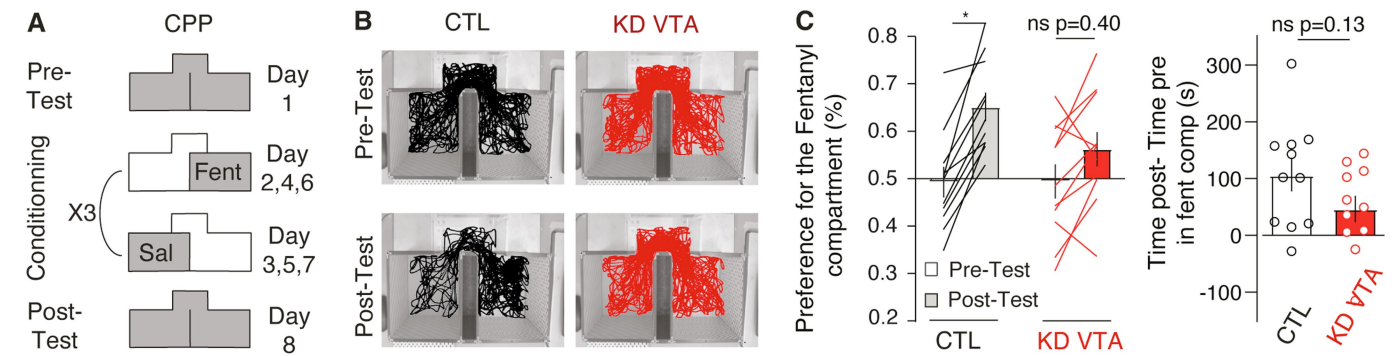 A
CPP
Pre-
Test
Day
1
Conditionning
X3
Fent
Day
2,4,6
Sal
Day
3,5,7
Post-
Test
Day
8
B
CTL
KD VTA
Pre-Test
Post-Test
C
Preference for the Fentanyl
compartment (%)
0.8
0.7
0.6
0.5
0.4
0.3
0.2
*
ns p=0.40
Pre-Test
Post-Test
CTL
KD VTA
Time post- Time pre
in fent comp (s)
ns p=0.13
300
200
100
0
-100
CTL
KD VTA